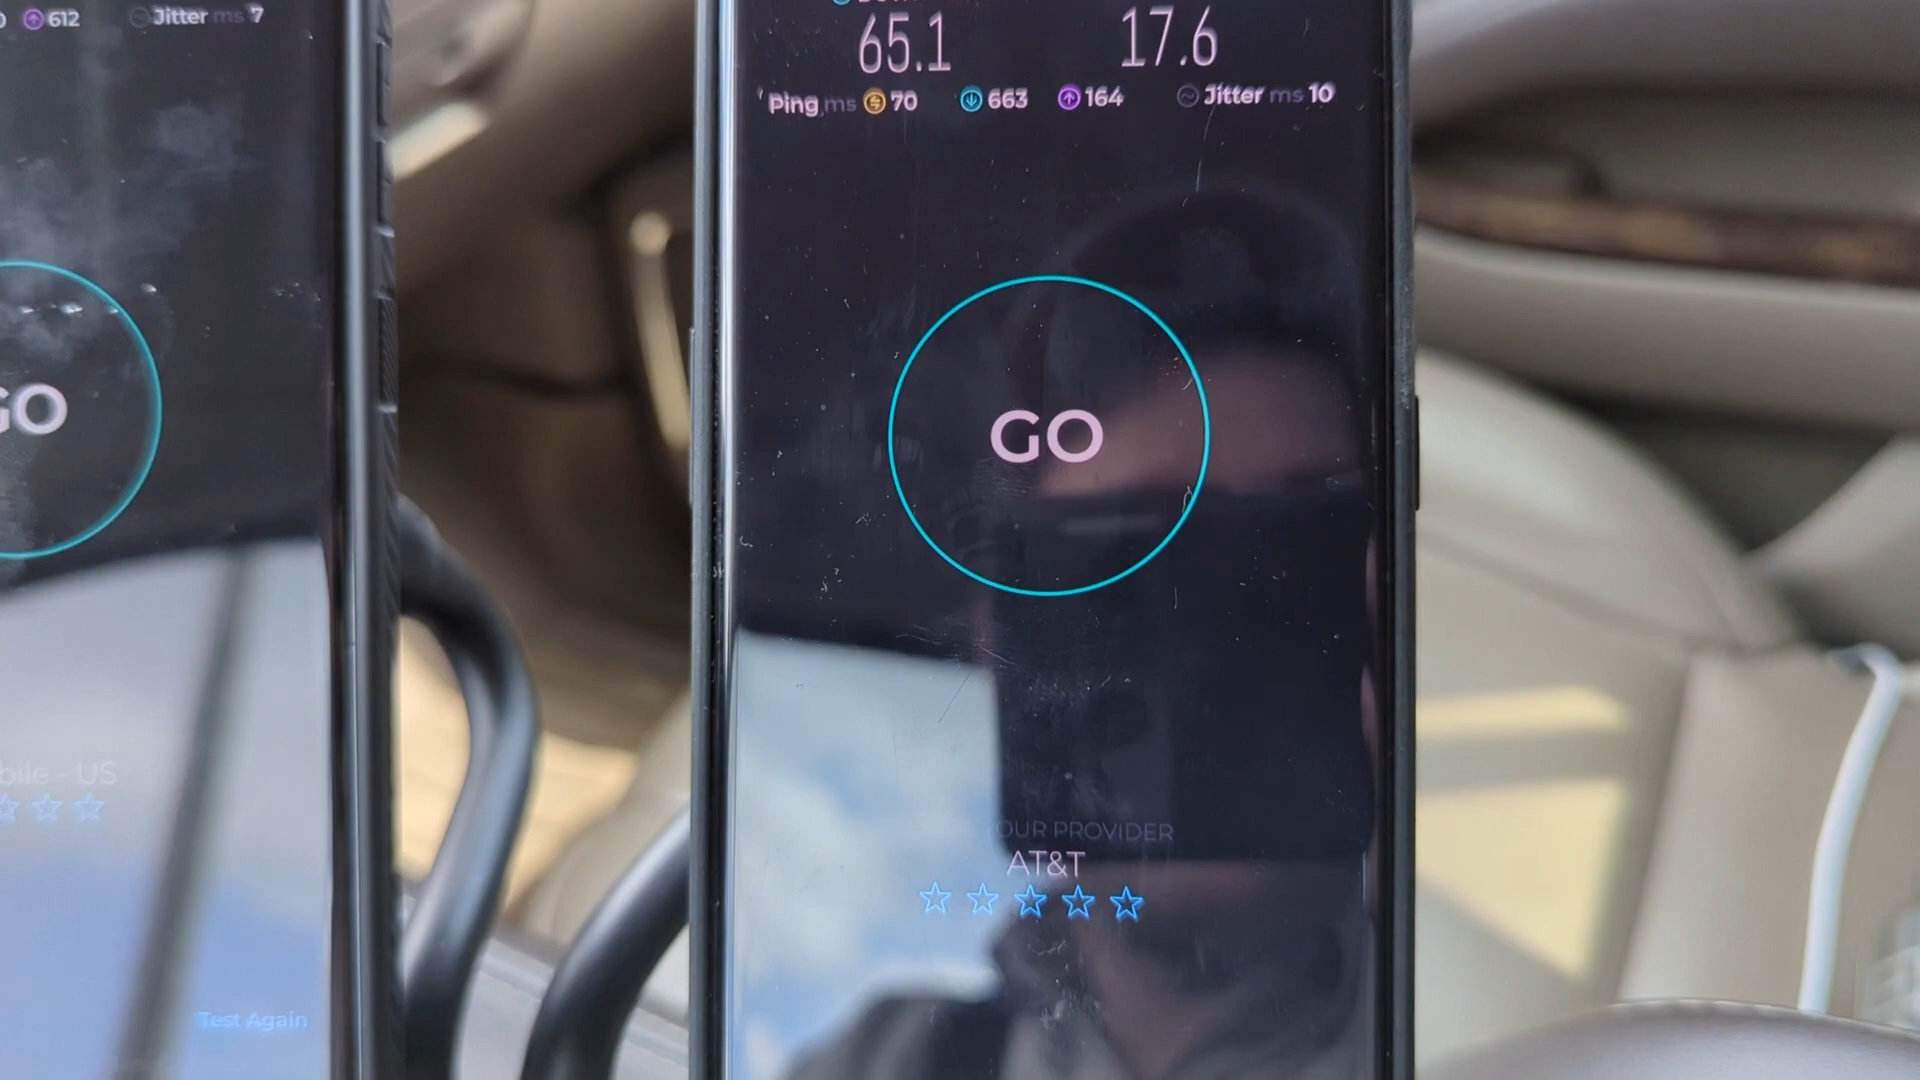 612 Jitter ms 7
GO
bile - US
Test Again
65.1 17.6
Ping ms 70 663 164 Jitter ms 10
GO
OUR PROVIDER
AT&T